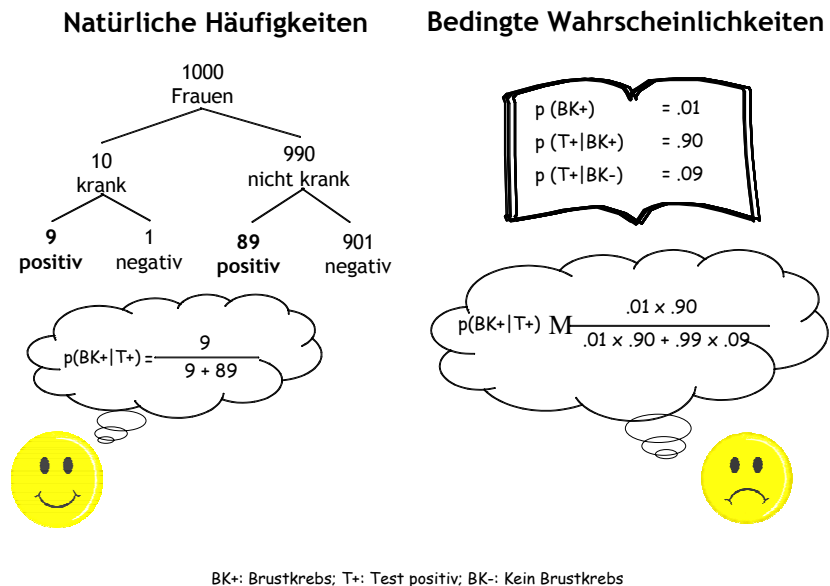 Natürliche Häufigkeiten
1000
Frauen
10
krank
990
nicht krank
9
positiv
1
negativ
89
positiv
901
negativ
p(BK+|T+) =
9
9 + 89
Bedingte Wahrscheinlichkeiten
p (BK+) = .01
p (T+|BK+) = .90
p (T+|BK-) = .09
p(BK+|T+) M
.01 x .90
.01 x .90 + .99 x .09
BK+: Brustkrebs; T+: Test positiv; BK-: Kein Brustkrebs